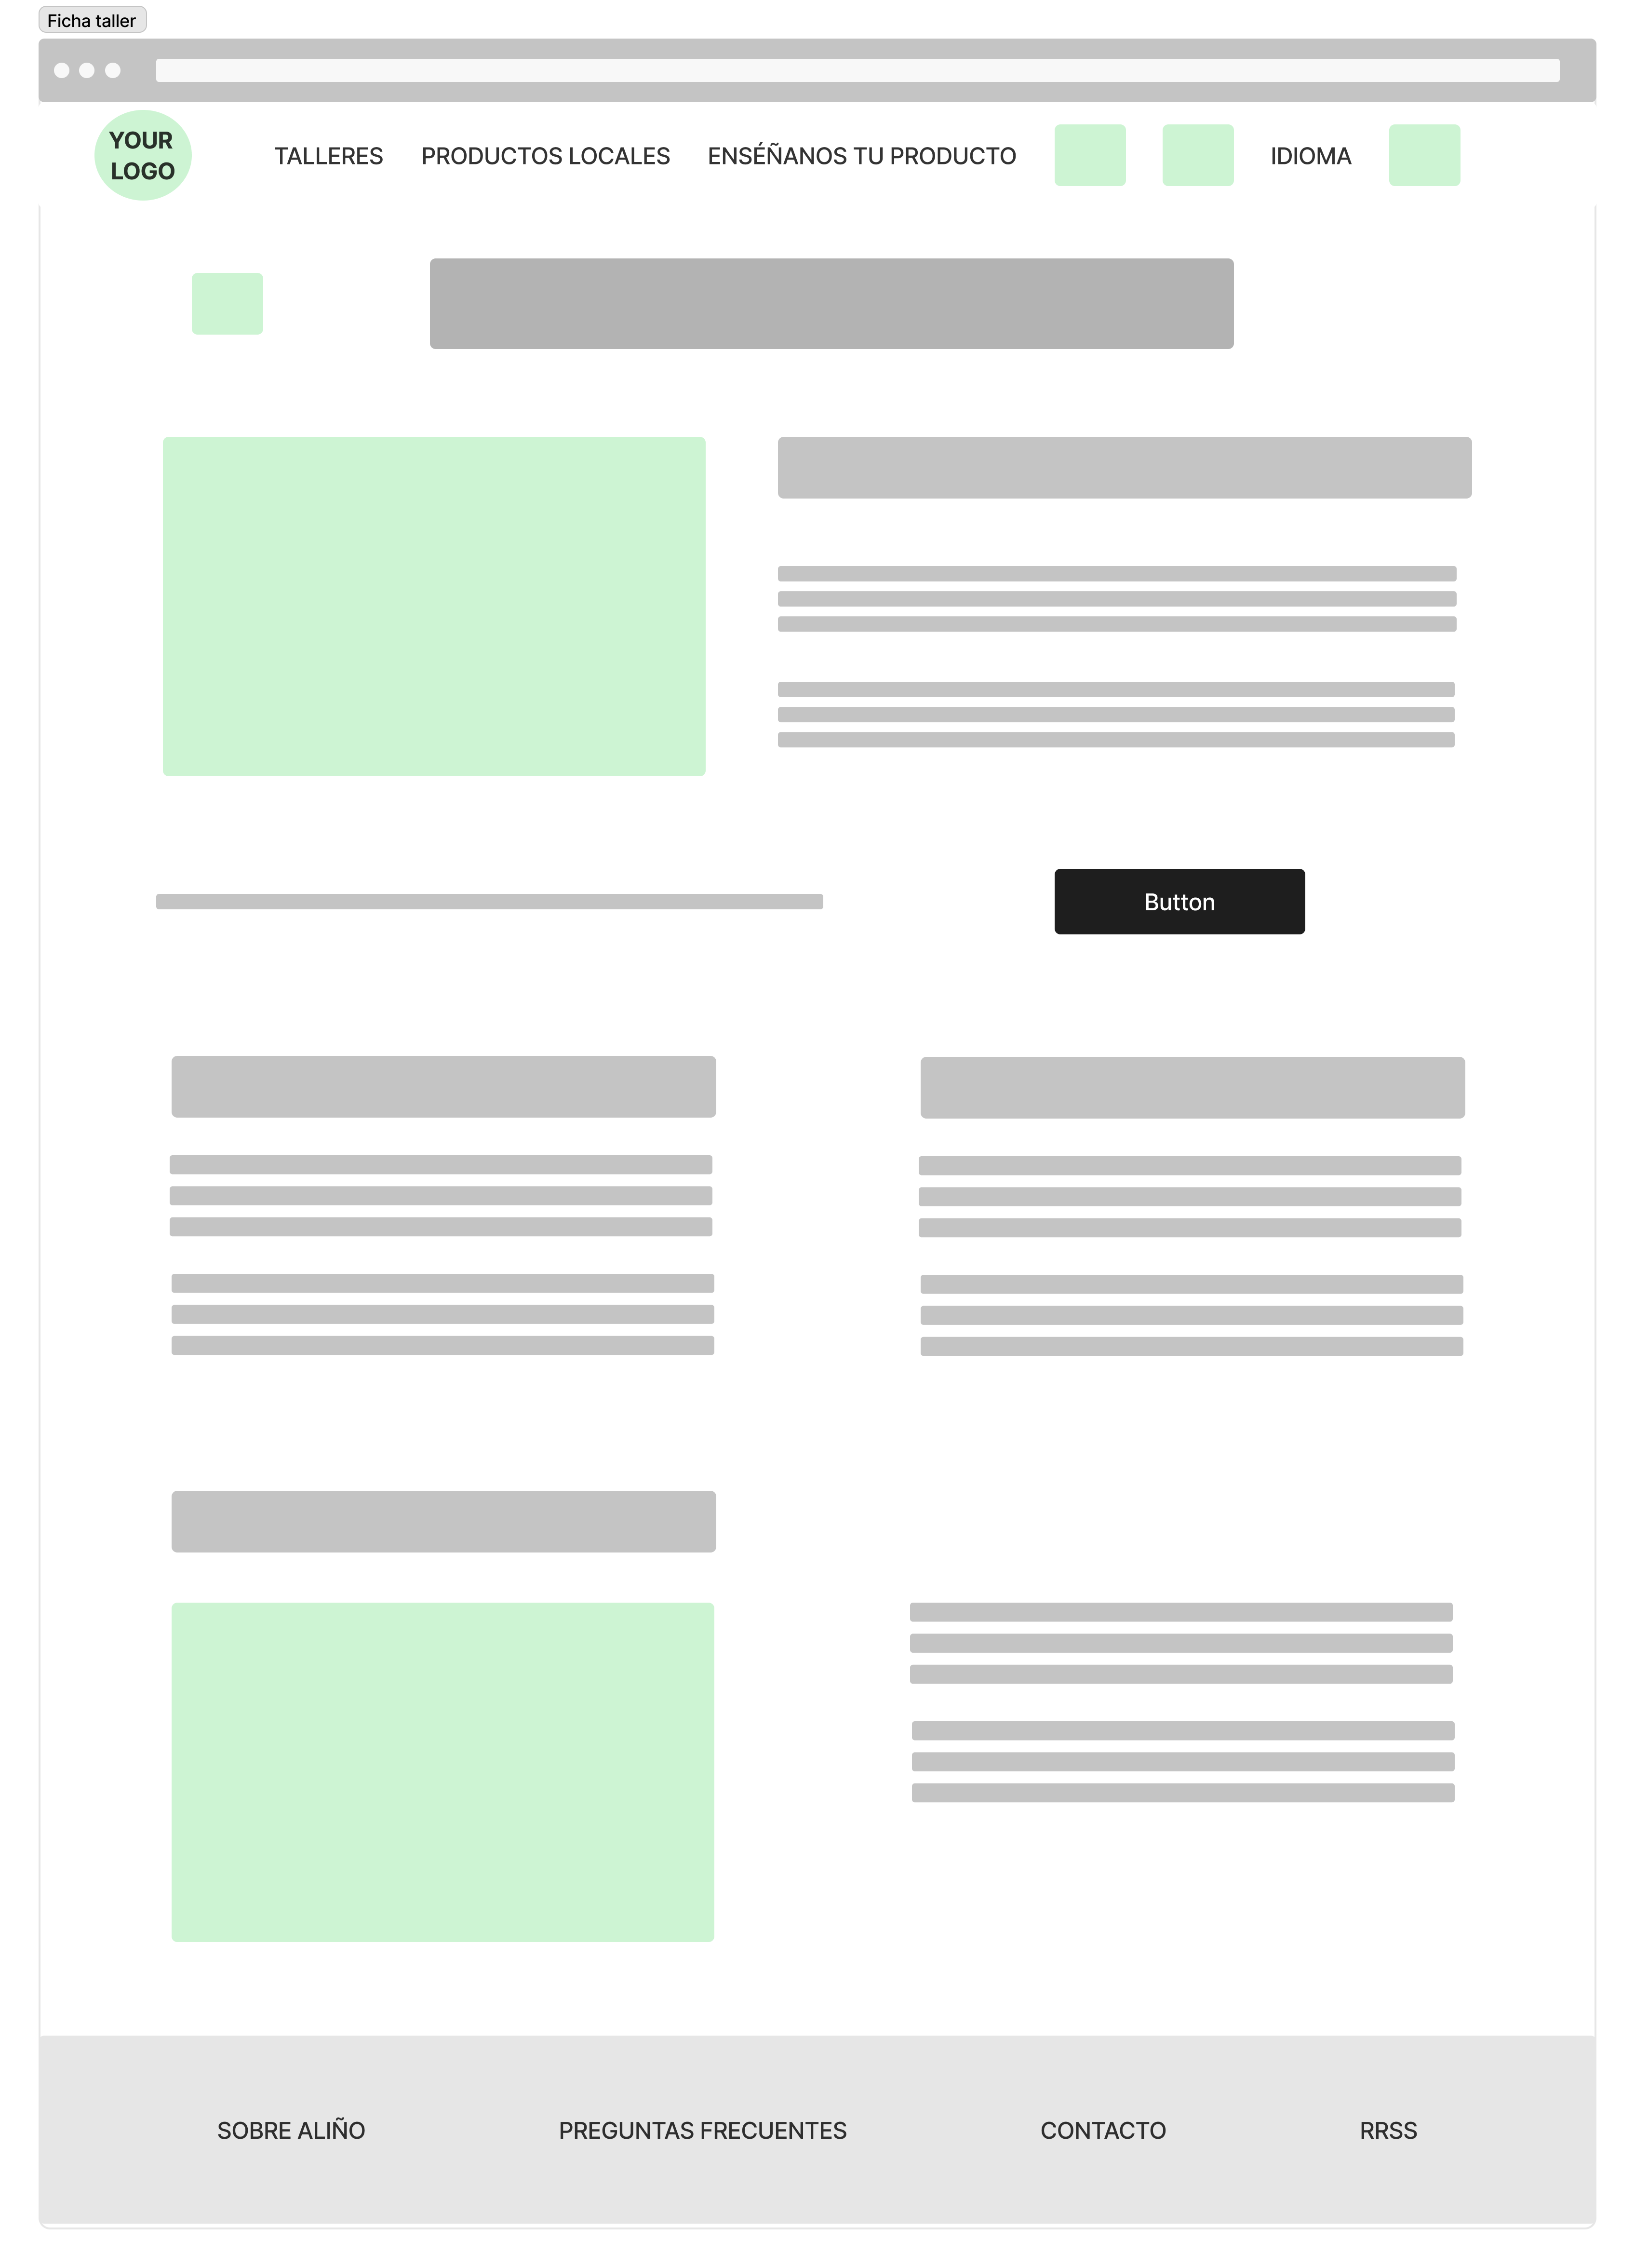 Ficha taller
YOUR
LOGO
TALLERES PRODUCTOS LOCALES ENSÉÑANOS TU PRODUCTO IDIOMA
Button
SOBRE ALIÑO PREGUNTAS FRECUENTES CONTACTO RRSS